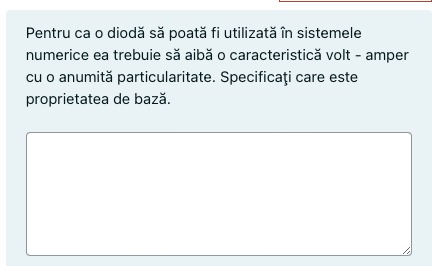 Pentru ca o diodă să poată fi utilizată în sistemele
numerice ea trebuie să aibă o caracteristică volt - amper
cu o anumită particularitate. Specificaţi care este
proprietatea de bază.